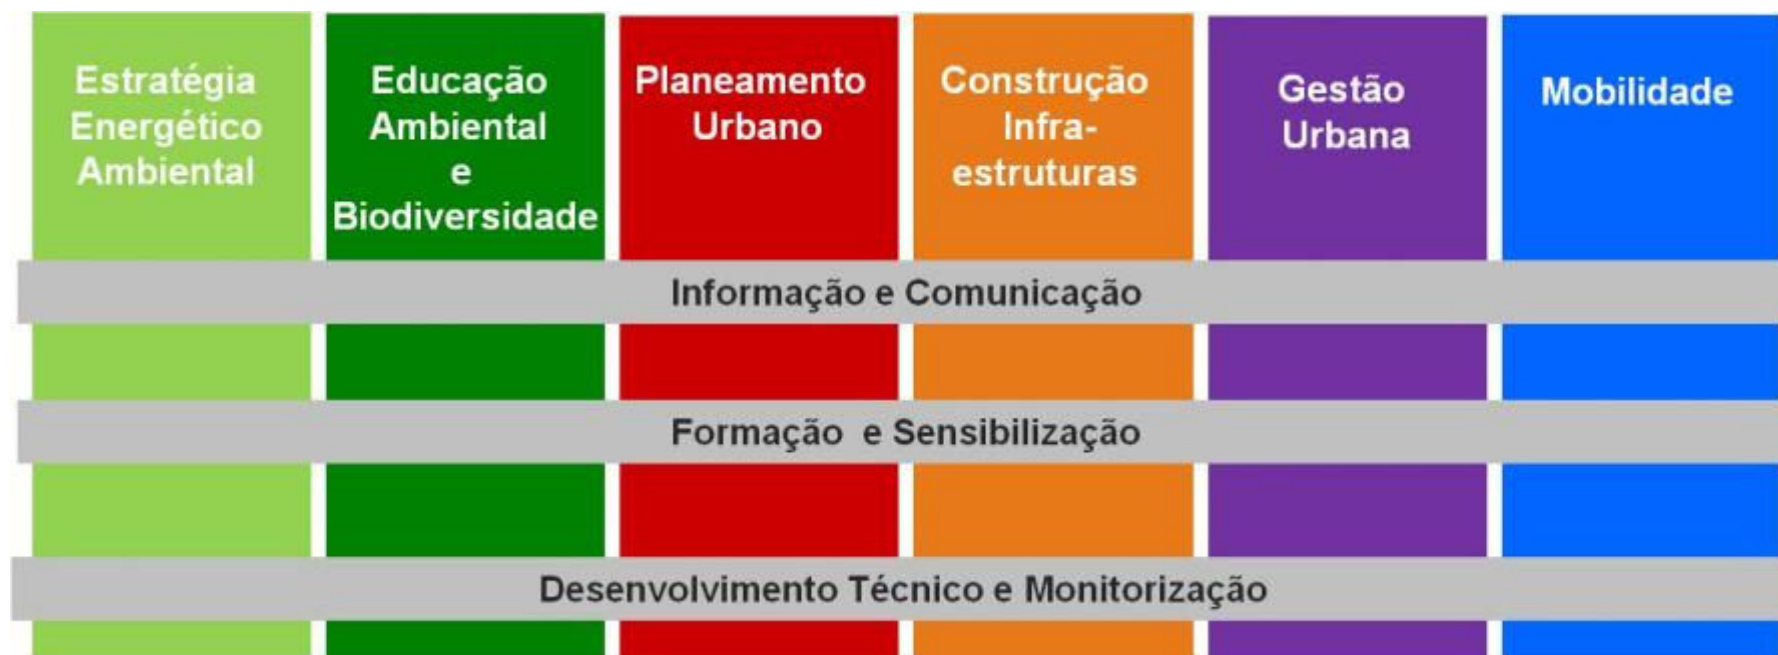 Estratégia
Energético
Ambiental
Educação
Ambiental
e
Biodiversidade
Planeamento
Urbano
Construção
Infra-
estruturas
Gestão
Urbana
Mobilidade
Informação e Comunicação
Formação e Sensibilização
Desenvolvimento Técnico e Monitorização